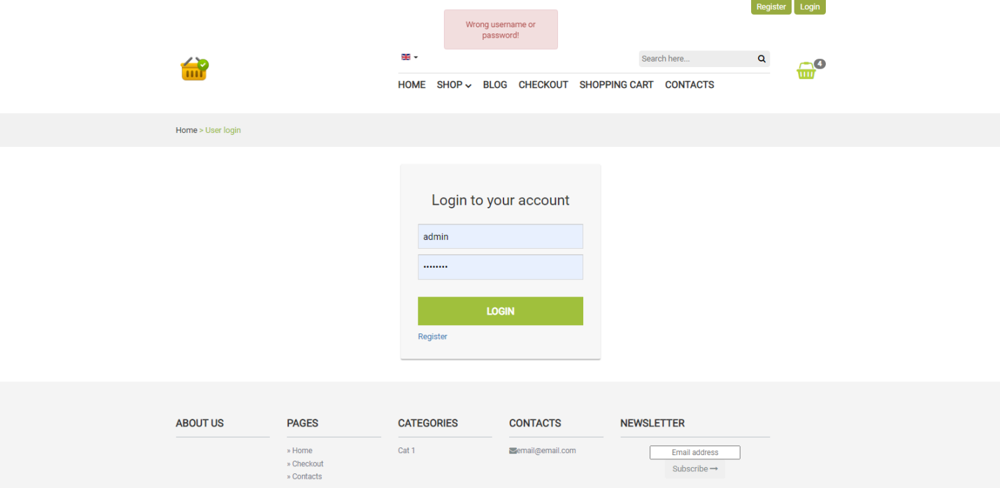 Register
Login
Wrong username or
password!
Search here...
4
HOME
SHOP
BLOG
CHECKOUT
SHOPPING CART
CONTACTS
Home > User login
Login to your account
admin
••••••••
LOGIN
Register
ABOUT US
PAGES
» Home
» Checkout
» Contacts
CATEGORIES
Cat 1
CONTACTS
email@email.com
NEWSLETTER
Email address
Subscribe